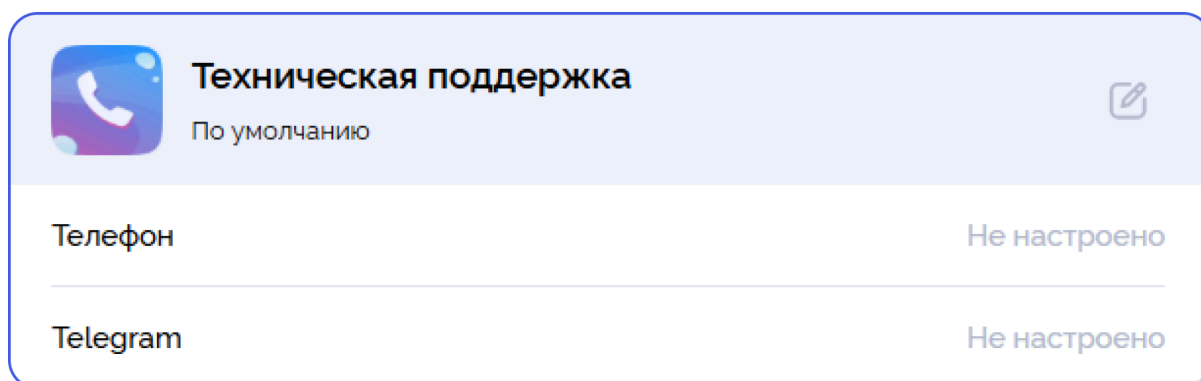 Техническая поддержка
По умолчанию
Телефон Не настроено
Telegram Не настроено